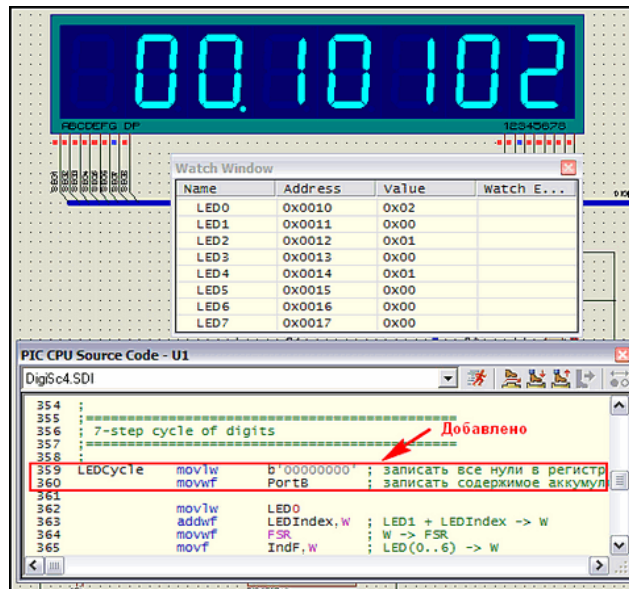 00.10102
ABCDEFG DP 12345678
Watch Window
Name Address Value Watch E...
LED0 0x0010 0x02
LED1 0x0011 0x00
LED2 0x0012 0x01
LED3 0x0013 0x00
LED4 0x0014 0x01
LED5 0x0015 0x00
LED6 0x0016 0x00
LED7 0x0017 0x00
PIC CPU Source Code - U1
DigiSc4.SDI
354 ;
355 ;=============================================
356 ; 7-step cycle of digits Добавлено
357 ;=============================================
358 ;
359 LEDCycle movlw b'00000000' ; записать все нули в регистр
360 movwf PortB ; записать содержимое аккумул
361
362 movlw LED0
363 addwf LEDIndex,W ; LED1 + LEDIndex -> W
364 movwf FSR ; W -> FSR
365 movf IndF,W ; LED(0..6) -> W